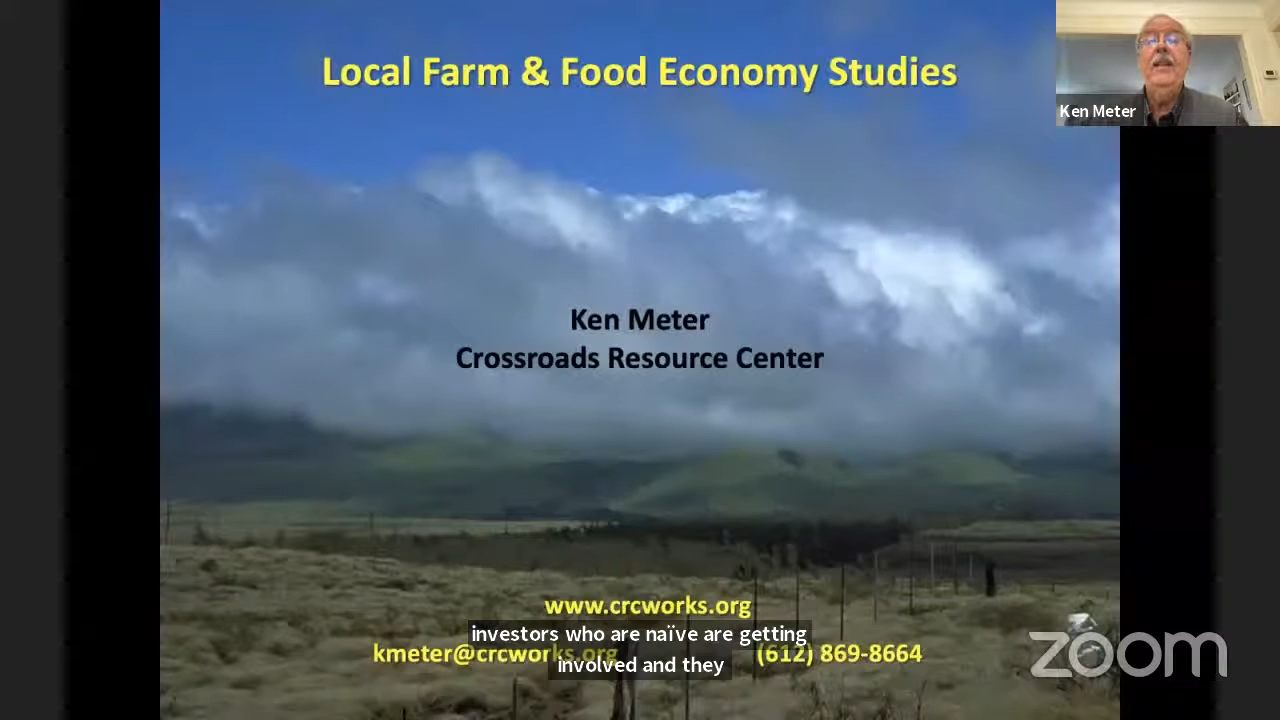 Local Farm & Food Economy Studies
Ken Meter
Ken Meter
Crossroads Resource Center
www.crcworks.org
investors who are naïve are getting
kmeter@crcworks.org (612) 869-8664
involved and they
zoom